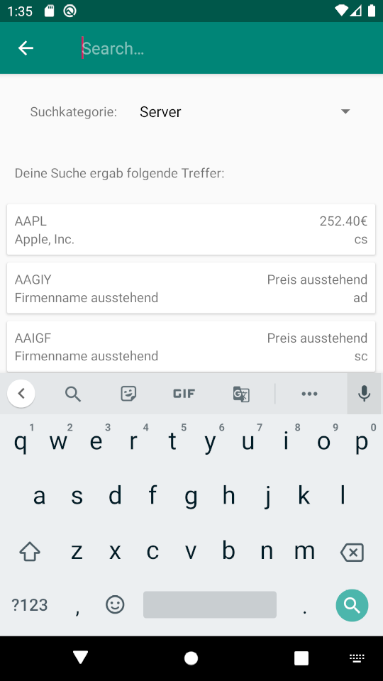 1:35
Search…
Suchkategorie: Server
Deine Suche ergab folgende Treffer:
AAPL 252.40€
Apple, Inc. cs
AAGIY Preis ausstehend
Firmenname ausstehend ad
AAIGF Preis ausstehend
Firmenname ausstehend sc
GIF
1 2 3 4 5 6 7 8 9 0
q w e r t y u i o p
a s d f g h j k l
z x c v b n m
?123 , .